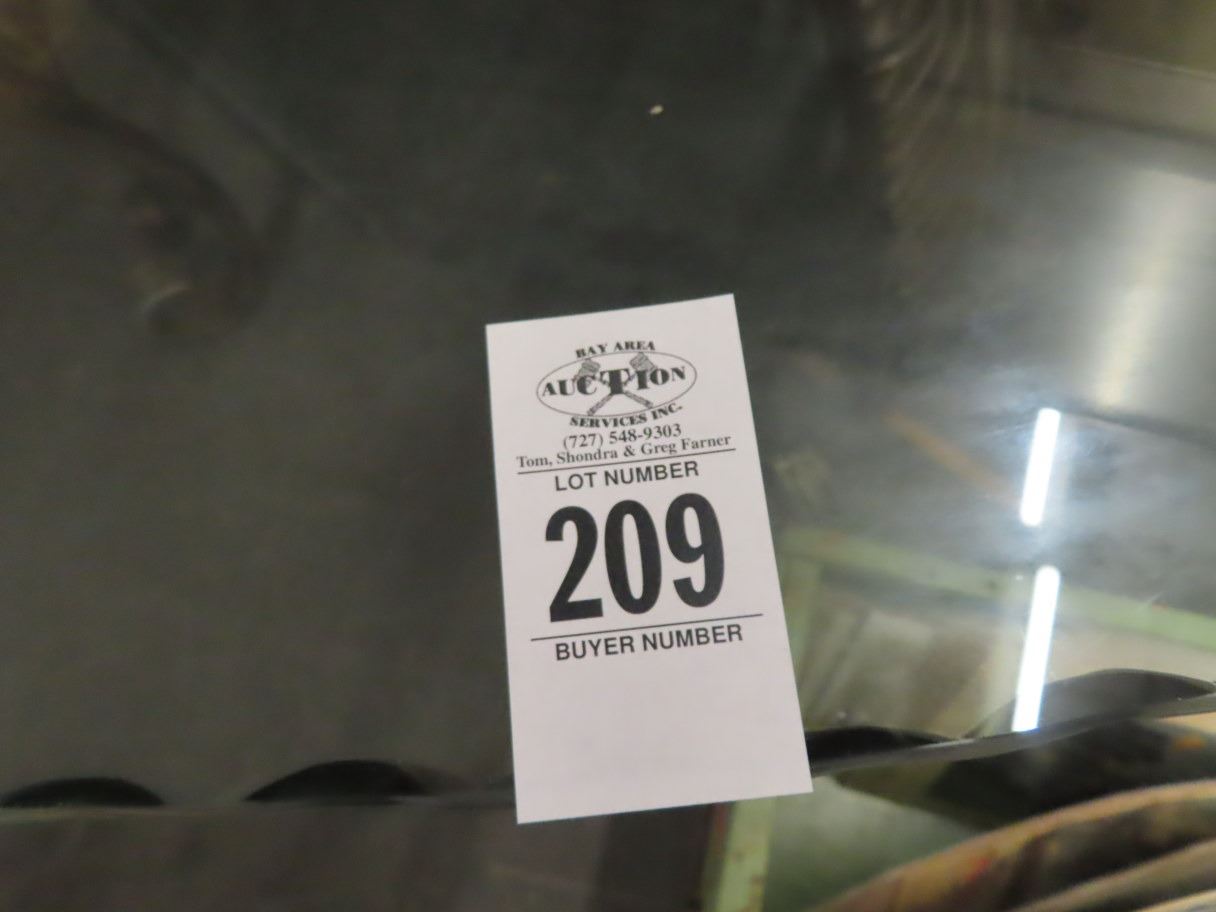 BAY AREA
AUCTION
SERVICES INC.
(727) 548-9303
Tom, Shondra & Greg Farner
LOT NUMBER
209
BUYER NUMBER